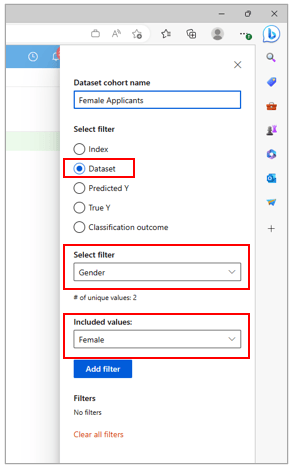 Dataset cohort name
Female Applicants
Select filter
Index
Dataset
Predicted Y
True Y
Classification outcome
Select filter
Gender
# of unique values: 2
Included values:
Female
Add filter
Filters
No filters
Clear all filters